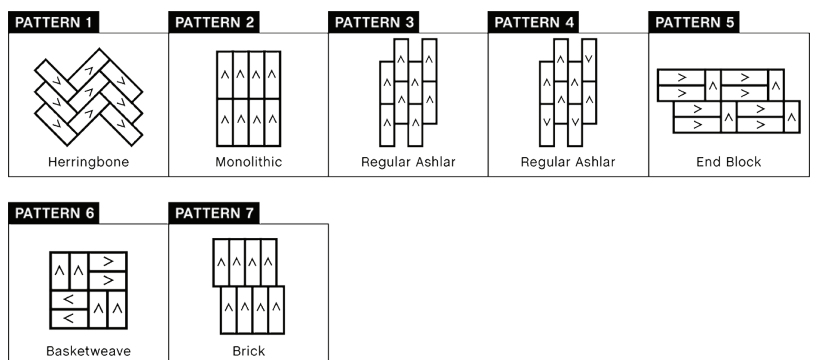 PATTERN 1
PATTERN 2
PATTERN 3
PATTERN 4
PATTERN 5
Herringbone
Monolithic
Regular Ashlar
Regular Ashlar
End Block
PATTERN 6
PATTERN 7
Basketweave
Brick